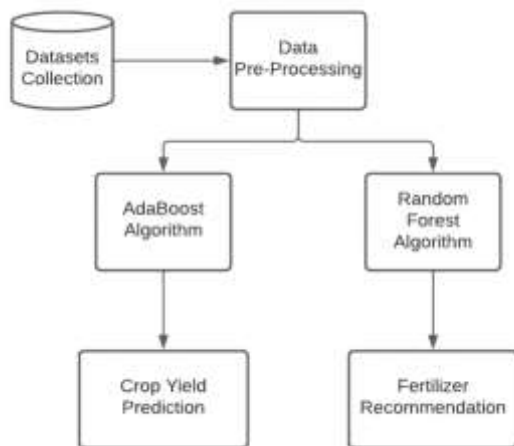 Datasets
Collection
Data
Pre-Processing
AdaBoost
Algorithm
Random
Forest
Algorithm
Crop Yield
Prediction
Fertilizer
Recommendation